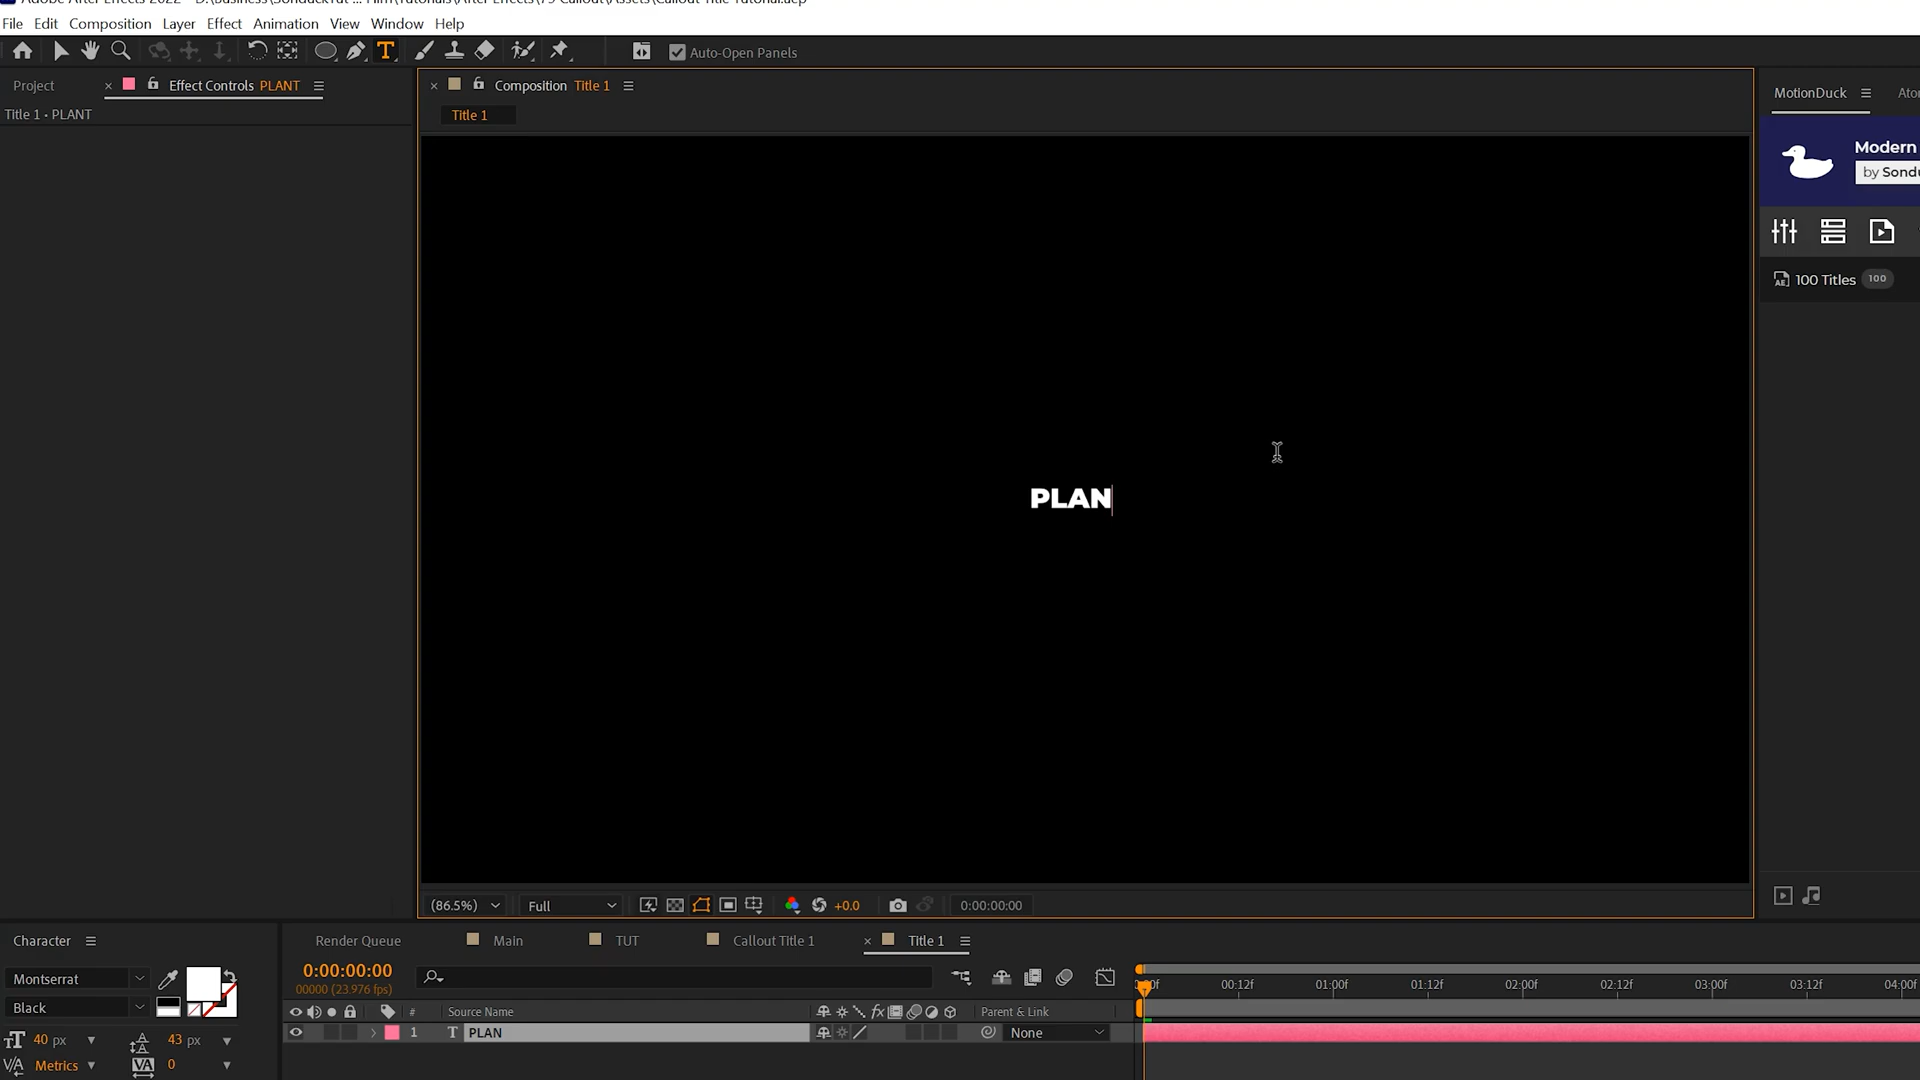 Adobe After Effects 2022 - D:\Business\SonduckTut ... Film\Tutorials\After Effects\79 Callout\Assets\Callout Title Tutorial.aep
File Edit Composition Layer Effect Animation View Window Help
Auto-Open Panels
Project × Effect Controls PLANT
× Composition Title 1
MotionDuck
Title 1 • PLANT
Title 1
Modern
by Sondu
100 Titles 100
PLAN
(86.5%) Full +0.0 0:00:00:00
Character
Render Queue Main TUT Callout Title 1 × Title 1
Montserrat
0:00:00:00
00000 (23.976 fps)
00:12f 01:00f 01:12f 02:00f 02:12f 03:00f 03:12f 04:00f
Black
# Source Name fx Parent & Link
1 T PLAN None
40 px 43 px
Metrics 0